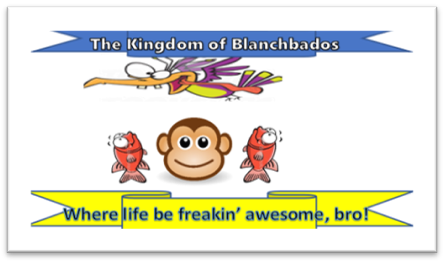 The Kingdom of Blanchbados
Where life be freakin’ awesome, bro!